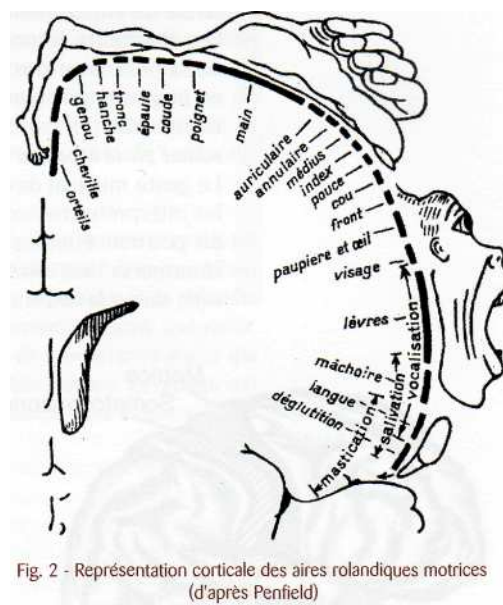 orteils
cheville
genou
hanche
tronc
épaule
coude
poignet
main
auriculaire
annulaire
médius
index
pouce
cou
front
paupière et œil
visage
lèvres
mâchoire
langue
déglutition
vocalisation
salivation
mastication
Fig. 2 - Représentation corticale des aires rolandiques motrices
(d'après Penfield)